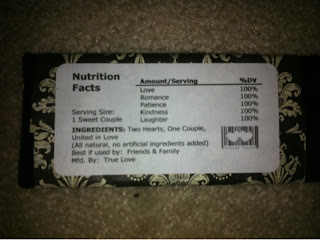 Nutrition
Facts
Amount/Serving %DV
Love 100%
Romance 100%
Patience 100%
Serving Size: Kindness 100%
1 Sweet Couple Laughter 100%
INGREDIENTS: Two Hearts, One Couple,
United in Love
(All natural, no artificial ingredients added)
Best if used by: Friends & Family
Mfd. By: True Love